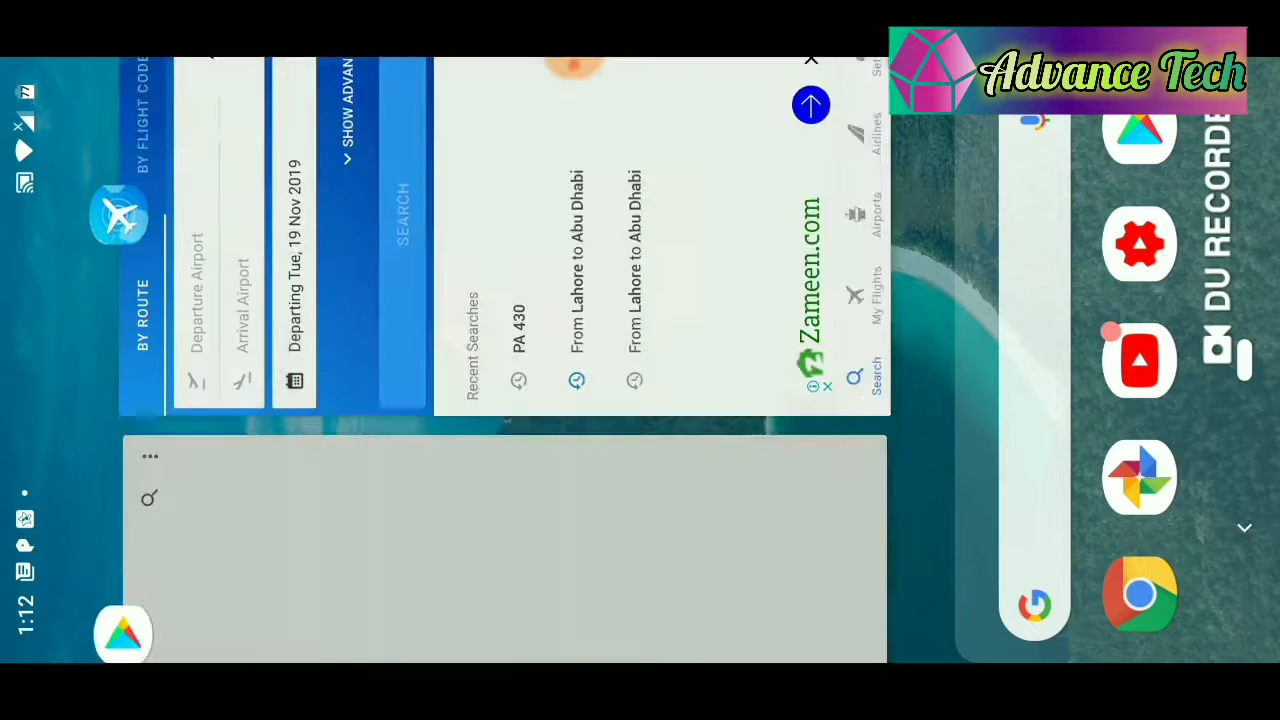 Advance Tech
1:12
77
BY ROUTE
BY FLIGHT CODE
Departure Airport
Arrival Airport
Departing Tue, 19 Nov 2019
SHOW ADVAN
SEARCH
Recent Searches
PA 430
From Lahore to Abu Dhabi
From Lahore to Abu Dhabi
Zameen.com
Search
My Flights
Airports
Airlines
Set
DU RECORDE